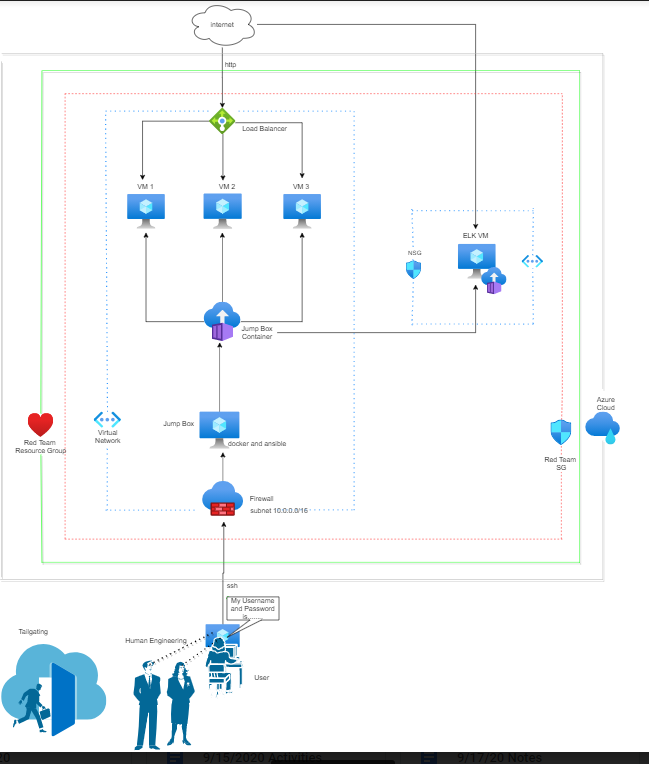 internet
http
Load Balancer
VM 1
VM 2
VM 3
ELK VM
NSG
Jump Box
Container
Azure
Cloud
Jump Box
Virtual
Network
Red Team
Resource Group
docker and ansible
Red Team
SG
Firewall
subnet 10:0:0.0/16
ssh
My Username
and Password
is.......
Tailgating
Human Engineering
User
9/15/2020 Activities
9/17/20 Notes